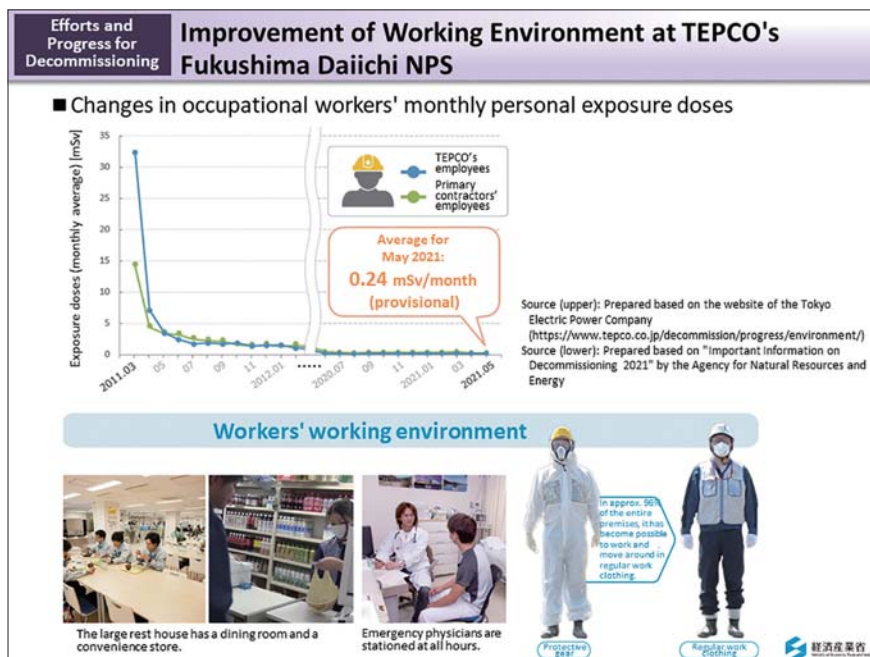 Efforts and
Progress for
Decommissioning
Improvement of Working Environment at TEPCO's
Fukushima Daiichi NPS
■ Changes in occupational workers' monthly personal exposure doses
Exposure doses (monthly average) [mSv]
35
30
25
20
15
10
5
0
2011.03
05
07
09
11
2012.01
.....
2020.07
09
11
2021.01
03
2021.05
TEPCO's
employees
Primary
contractors'
employees
Average for
May 2021:
0.24 mSv/month
(provisional)
Source (upper): Prepared based on the website of the Tokyo
Electric Power Company
(https://www.tepco.co.jp/decommission/progress/environment/)
Source (lower): Prepared based on "Important Information on
Decommissioning 2021" by the Agency for Natural Resources and
Energy
Workers' working environment
The large rest house has a dining room and a
convenience store.
Emergency physicians are
stationed at all hours.
In approx. 96%
of the entire
premises, it has
become possible
to work and
move around in
regular work
clothing.
Protective
gear
Regular work
clothing
経済産業省